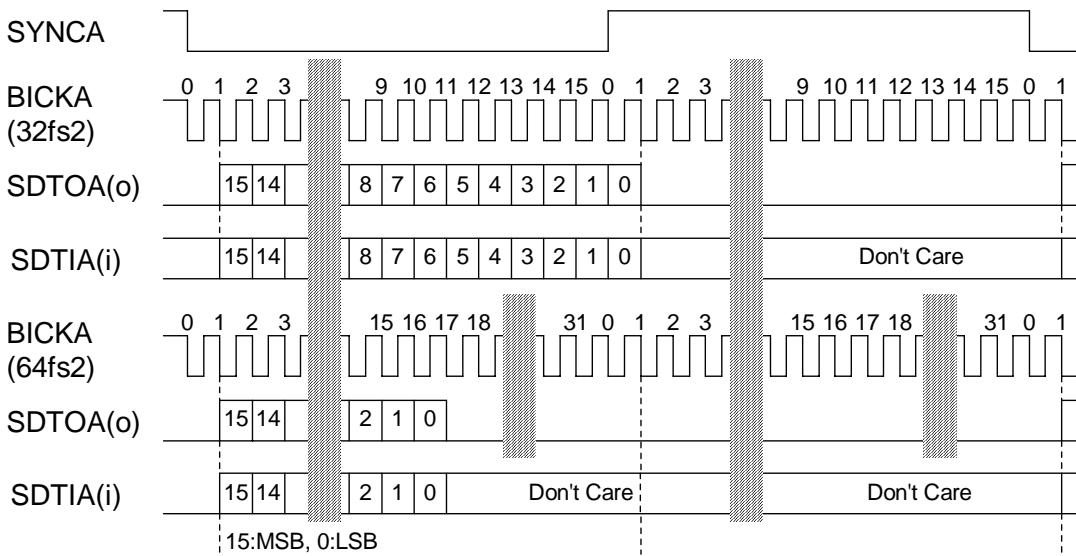 SYNCA
0 1 2 3 9 10 11 12 13 14 15 0 1 2 3 9 10 11 12 13 14 15 0 1
BICKA
(32fs2)
SDTOA(o) 15 14 8 7 6 5 4 3 2 1 0
SDTIA(i) 15 14 8 7 6 5 4 3 2 1 0 Don't Care
0 1 2 3 15 16 17 18 31 0 1 2 3 15 16 17 18 31 0 1
BICKA
(64fs2)
SDTOA(o) 15 14 2 1 0
SDTIA(i) 15 14 2 1 0 Don't Care Don't Care
15:MSB, 0:LSB